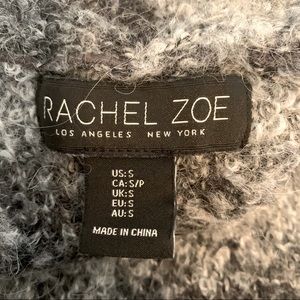 RACHEL ZOE
LOS ANGELES NEW YORK
US: S
CA: S/P
UK: S
EU: S
AU: S
MADE IN CHINA